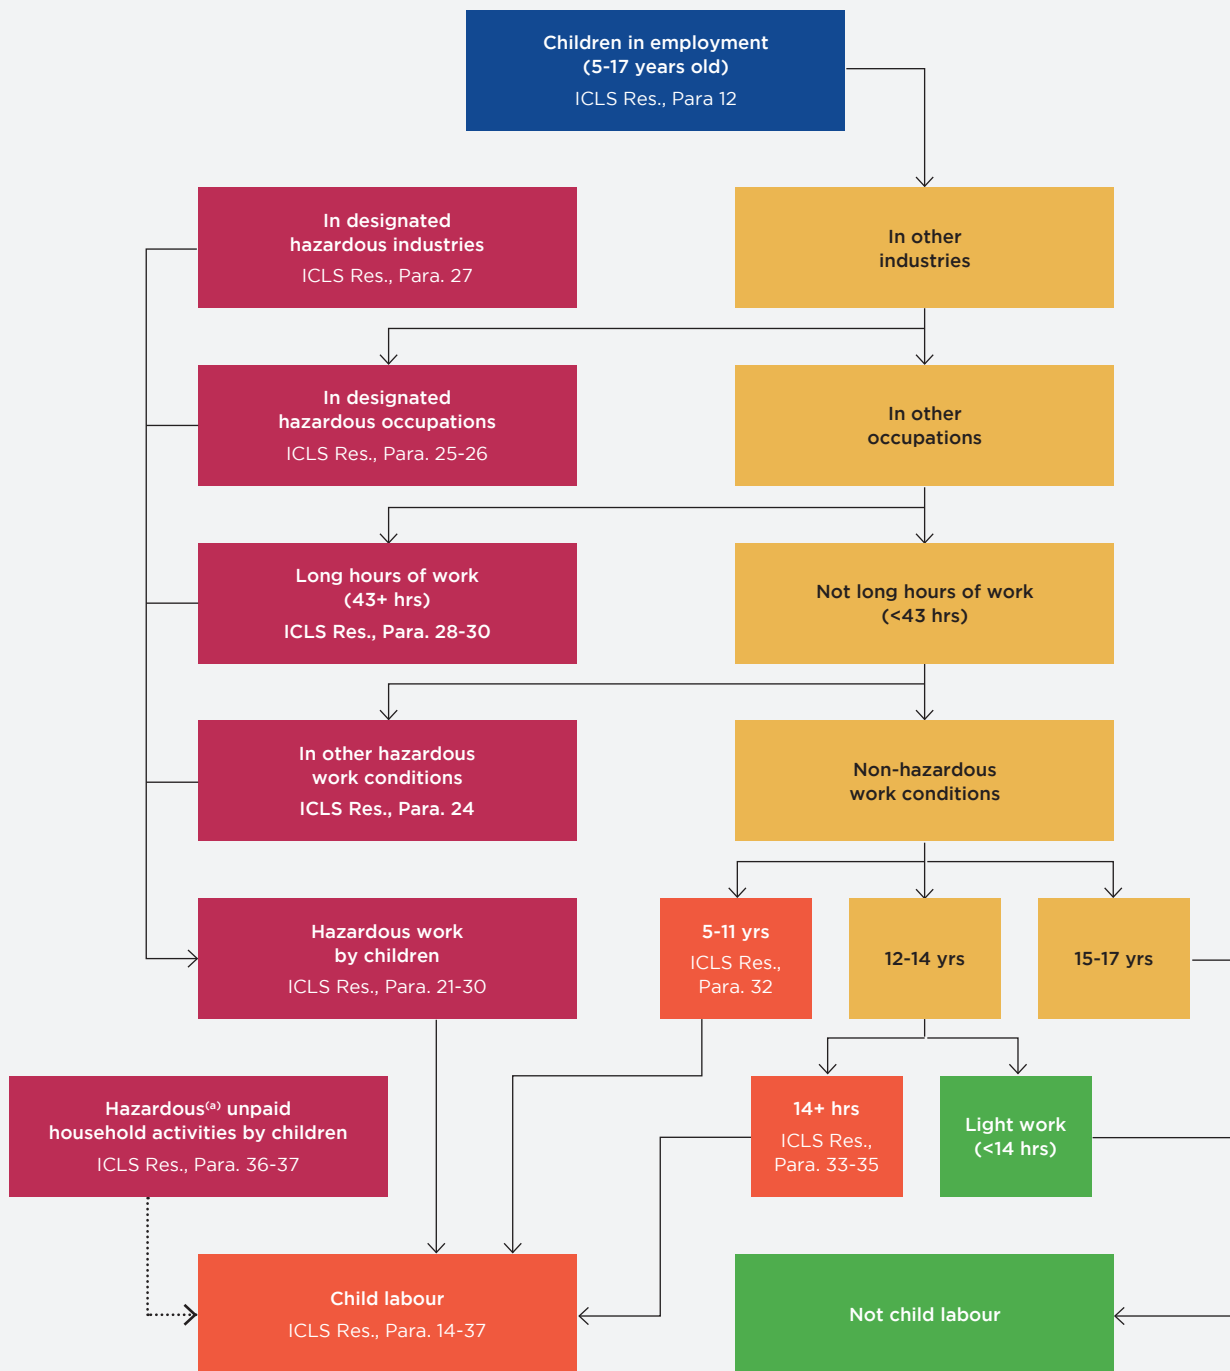 Children in employment
(5-17 years old)
ICLS Res., Para 12
In designated
hazardous industries
ICLS Res., Para. 27
In other
industries
In designated
hazardous occupations
ICLS Res., Para. 25-26
In other
occupations
Long hours of work
(43+ hrs)
ICLS Res., Para. 28-30
Not long hours of work
(<43 hrs)
In other hazardous
work conditions
ICLS Res., Para. 24
Non-hazardous
work conditions
Hazardous work
by children
ICLS Res., Para. 21-30
5-11 yrs
ICLS Res.,
Para. 32
12-14 yrs
15-17 yrs
Hazardous(a) unpaid
household activities by children
ICLS Res., Para. 36-37
14+ hrs
ICLS Res.,
Para. 33-35
Light work
(<14 hrs)
Child labour
ICLS Res., Para. 14-37
Not child labour